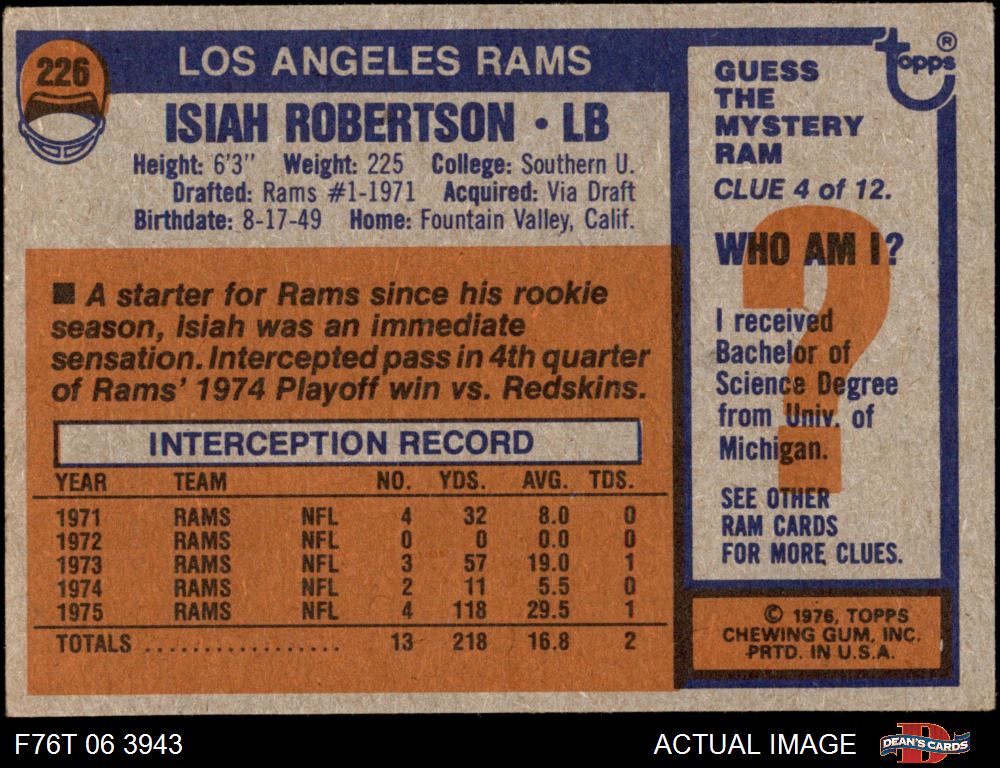 226
LOS ANGELES RAMS
ISIAH ROBERTSON • LB
Height: 6'3" Weight: 225 College: Southern U.
Drafted: Rams #1-1971 Acquired: Via Draft
Birthdate: 8-17-49 Home: Fountain Valley, Calif.
■ A starter for Rams since his rookie
season, Isiah was an immediate
sensation. Intercepted pass in 4th quarter
of Rams' 1974 Playoff win vs. Redskins.
INTERCEPTION RECORD
YEAR TEAM NO. YDS. AVG. TDS.
1971 RAMS NFL 4 32 8.0 0
1972 RAMS NFL 0 0 0.0 0
1973 RAMS NFL 3 57 19.0 1
1974 RAMS NFL 2 11 5.5 0
1975 RAMS NFL 4 118 29.5 1
TOTALS .................. 13 218 16.8 2
topps ®
GUESS
THE
MYSTERY
RAM
CLUE 4 of 12.
WHO AM I?
I received
Bachelor of
Science Degree
from Univ. of
Michigan.
SEE OTHER
RAM CARDS
FOR MORE CLUES.
© 1976, TOPPS
CHEWING GUM, INC.
PRTD. IN U.S.A.
F76T 06 3943
ACTUAL IMAGE
D
DEAN'S CARDS